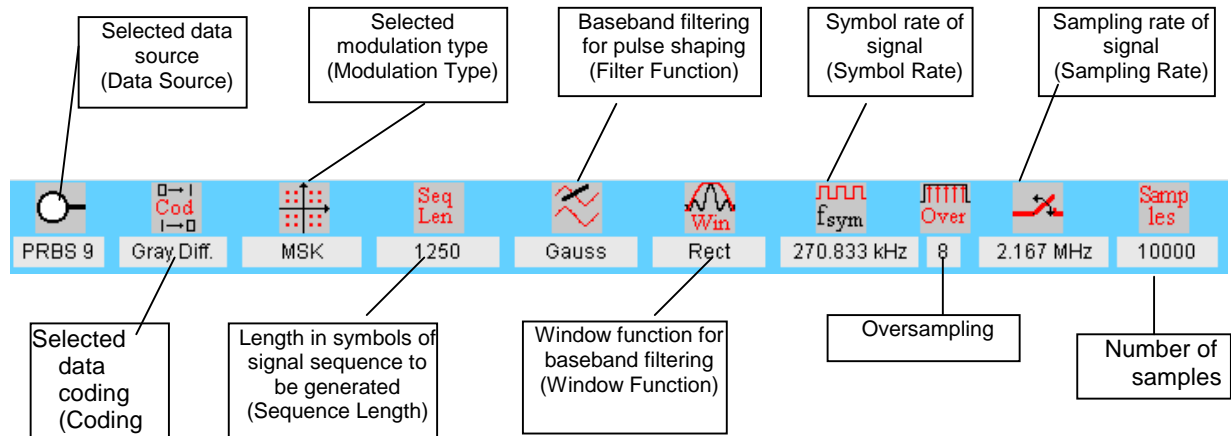 Selected data
source
(Data Source)
Selected
modulation type
(Modulation Type)
Baseband filtering
for pulse shaping
(Filter Function)
Symbol rate of
signal
(Symbol Rate)
Sampling rate of
signal
(Sampling Rate)
Cod
Seq
Len
Win
fsym
Over
Samp
les
PRBS 9
Gray Diff.
MSK
1250
Gauss
Rect
270.833 kHz
8
2.167 MHz
10000
Selected
data
coding
(Coding
Length in symbols of
signal sequence to
be generated
(Sequence Length)
Window function for
baseband filtering
(Window Function)
Oversampling
Number of
samples